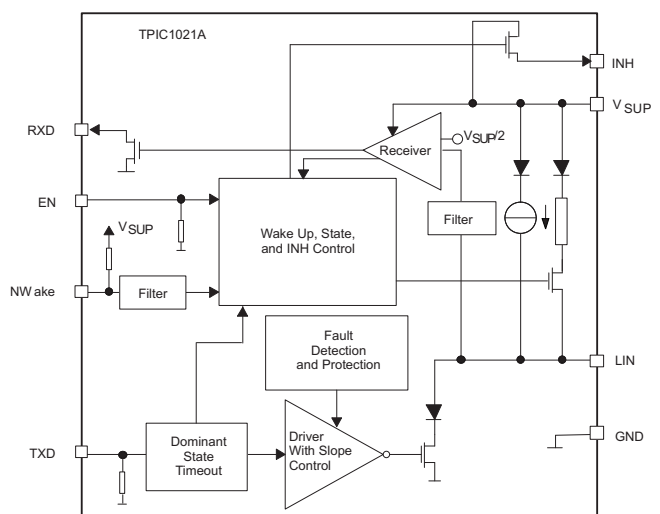 TPIC1021A
INH
VSUP
RXD
VSUP/2
Receiver
EN
VSUP
Filter
Wake Up, State,
and INH Control
NWake
Filter
Fault
Detection
and Protection
LIN
GND
TXD
Dominant
State
Timeout
Driver
With Slope
Control